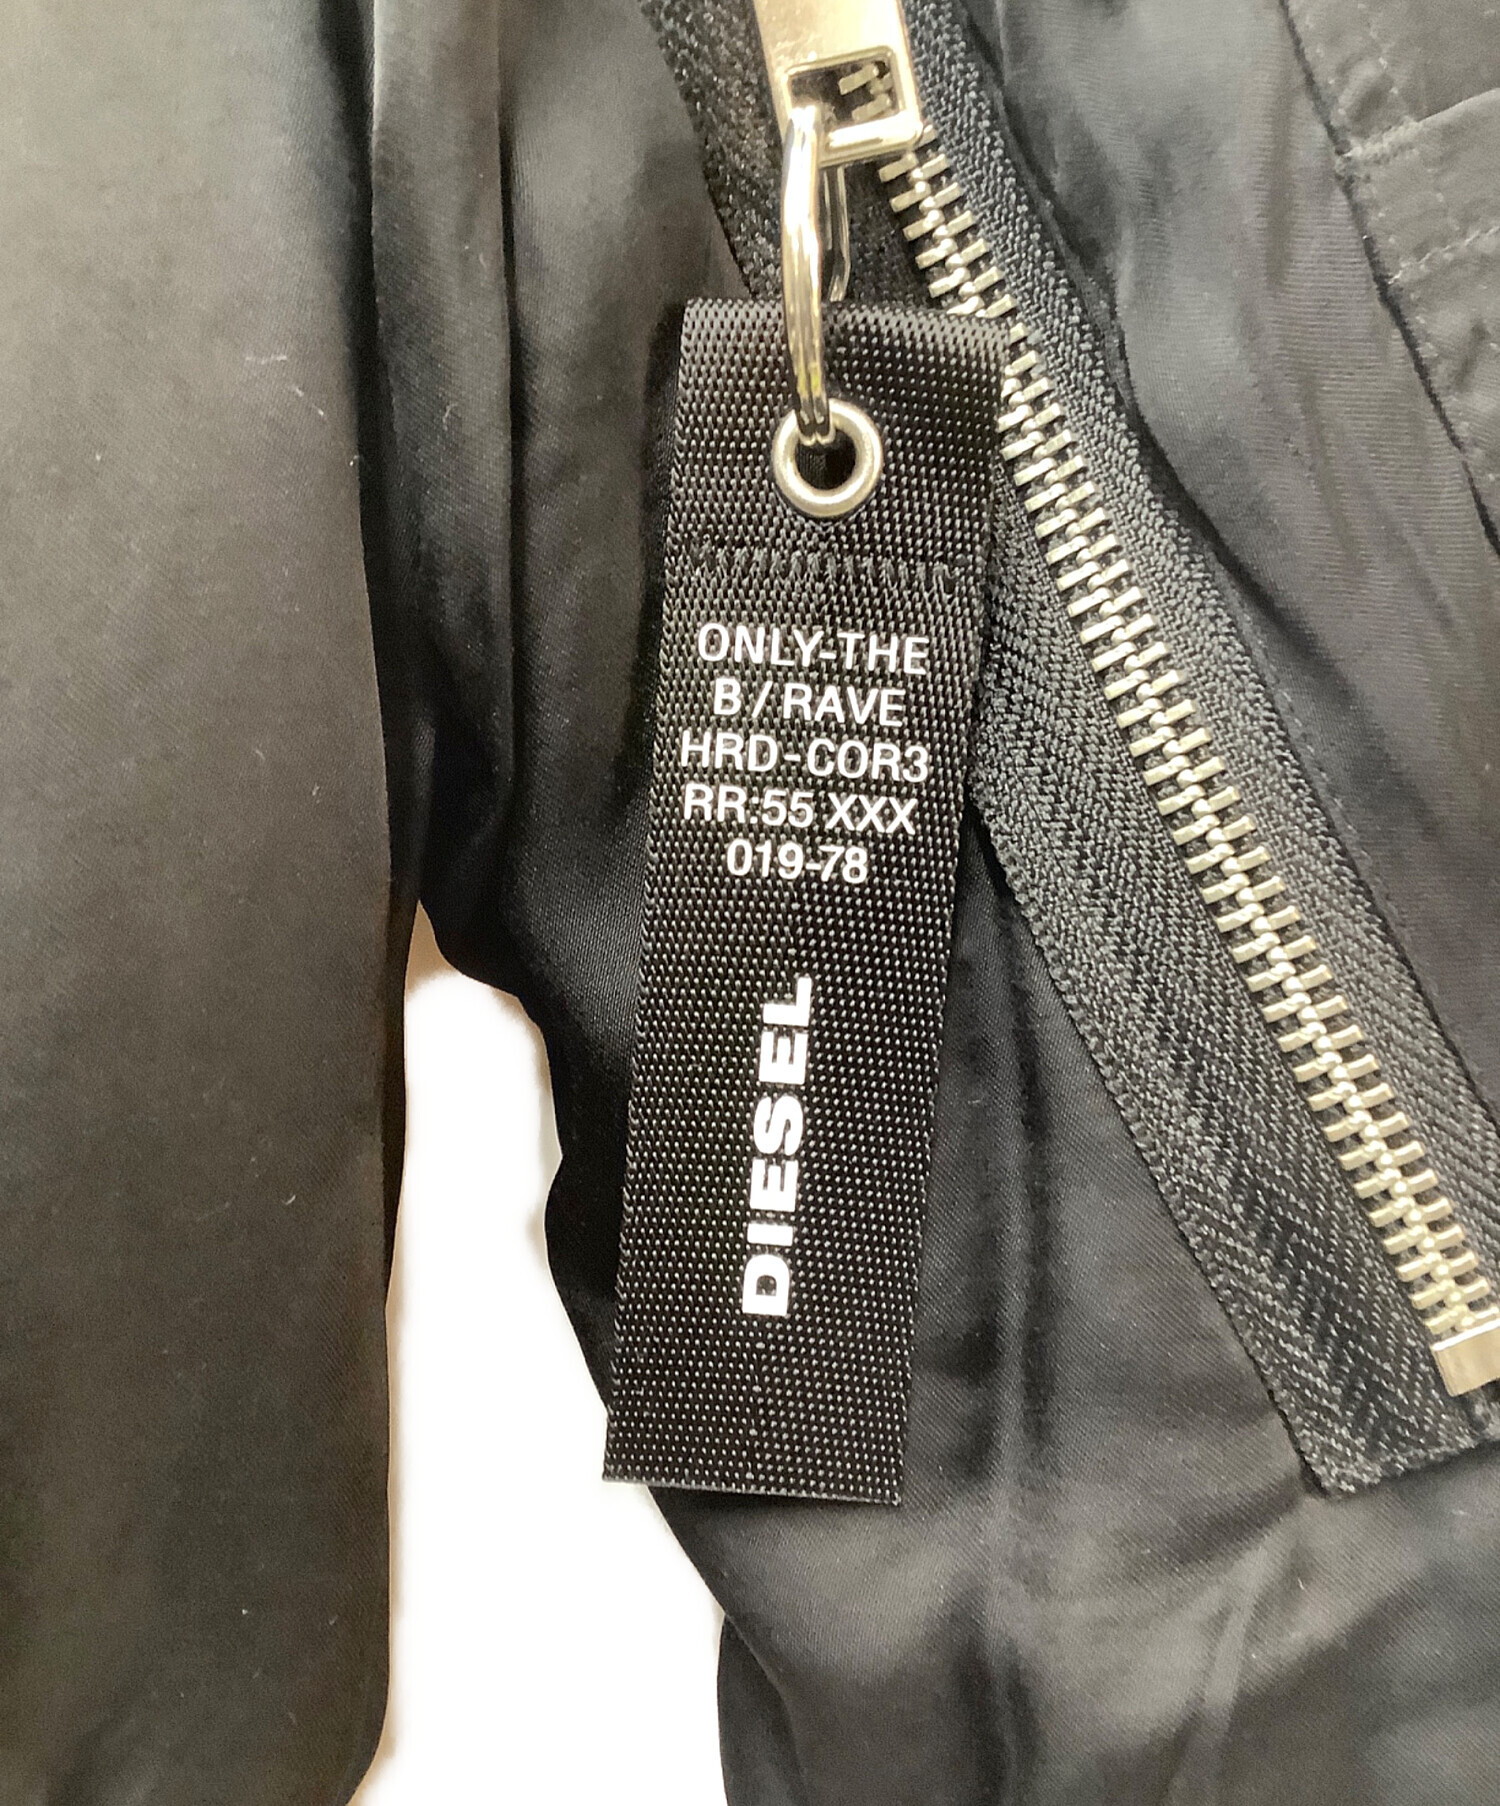 ONLY-THE
B/RAVE
HRD-COR3
RR:55 XXX
019-78
DIESEL